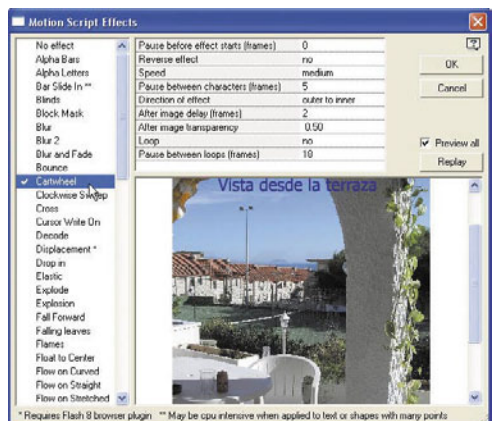 Motion Script Effects
No effect
Alpha Bars
Alpha Letters
Bar Slide In **
Blinds
Block Mask
Blur
Blur 2
Blur and Fade
Bounce
Cartwheel
Clockwise Sweep
Cross
Cursor Write On
Decode
Displacement *
Drop in
Elastic
Explode
Explosion
Fall Forward
Falling leaves
Flames
Float to Center
Flow on Curved
Flow on Straight
Flow on Stretched
Pause before effect starts (frames) 0
Reverse effect no
Speed medium
Pause between characters (frames) 5
Direction of effect outer to inner
After image delay (frames) 2
After image transparency 0.50
Loop no
Pause between loops (frames) 10
OK
Cancel
Preview all
Replay
Vista desde la terraza
* Requires Flash 8 browser plugin ** May be cpu intensive when applied to text or shapes with many points